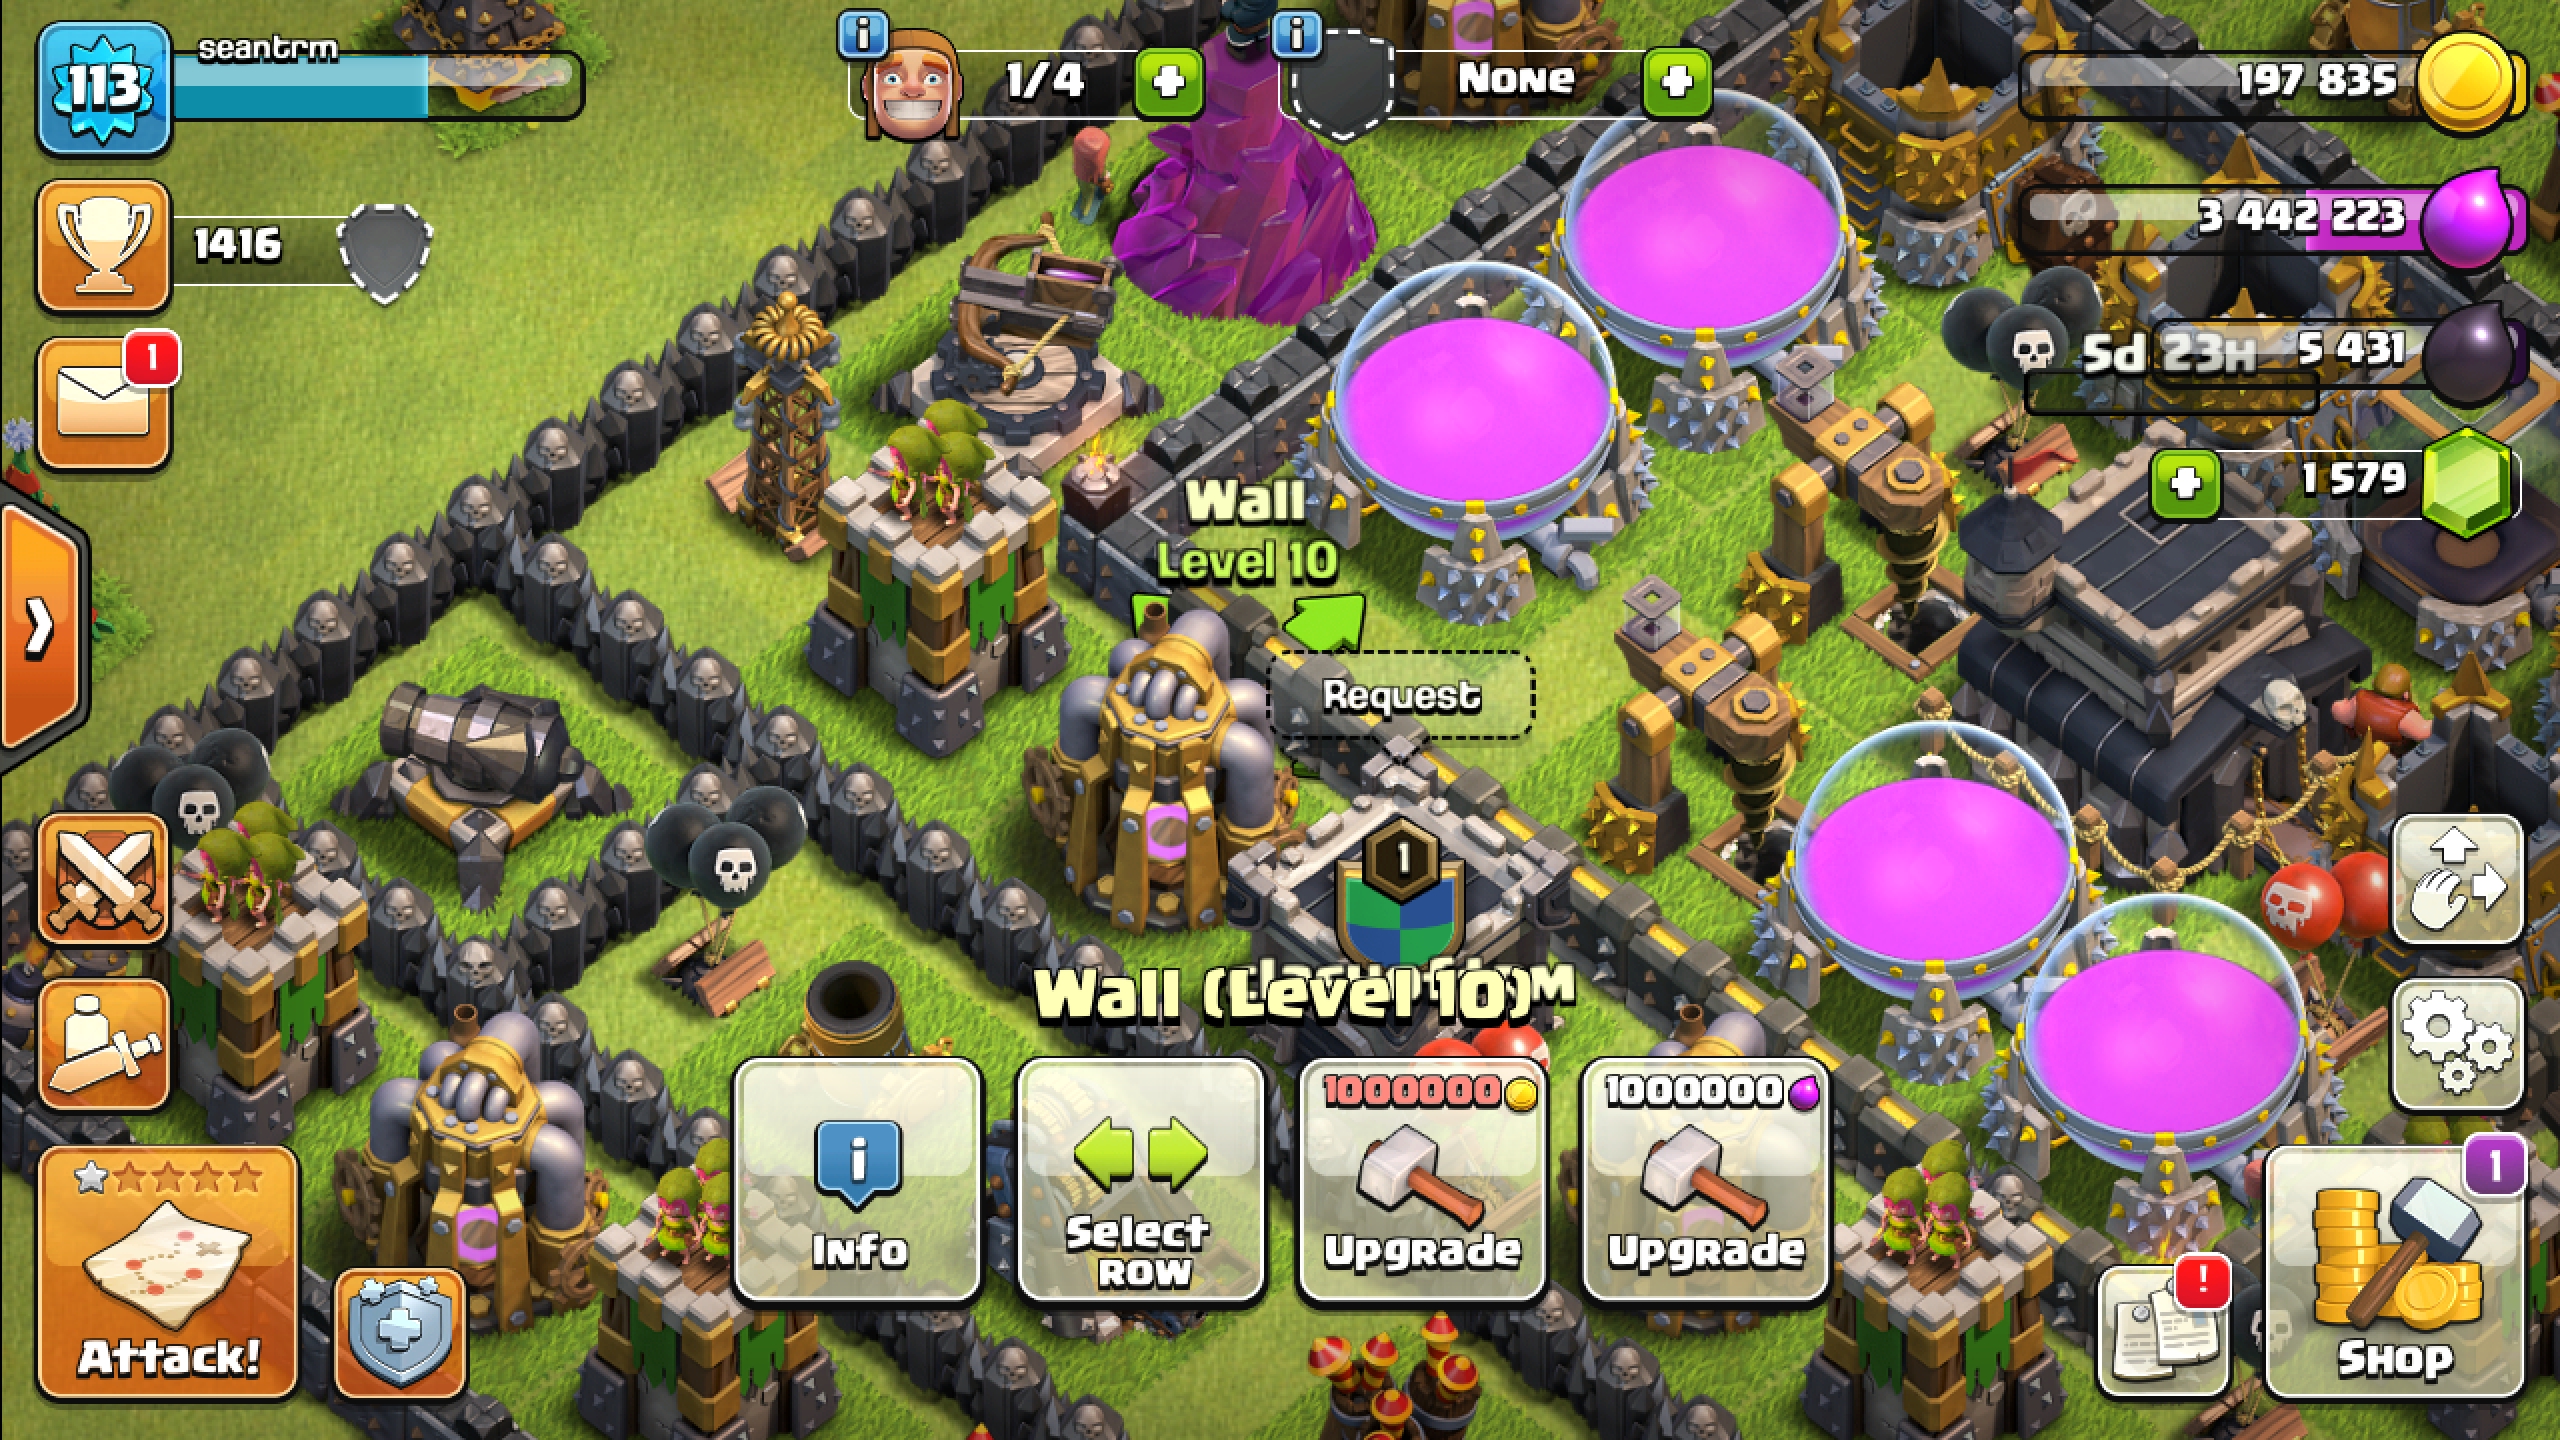 113
seantrm
1/4
None
197 835
1416
3 442 223
1
5d 23H
5 431
1 579
Wall
Level 10
Request
1
Wall (Level 10)
Info
Select
row
1000000
Upgrade
1000000
Upgrade
Attack!
!
1
Shop